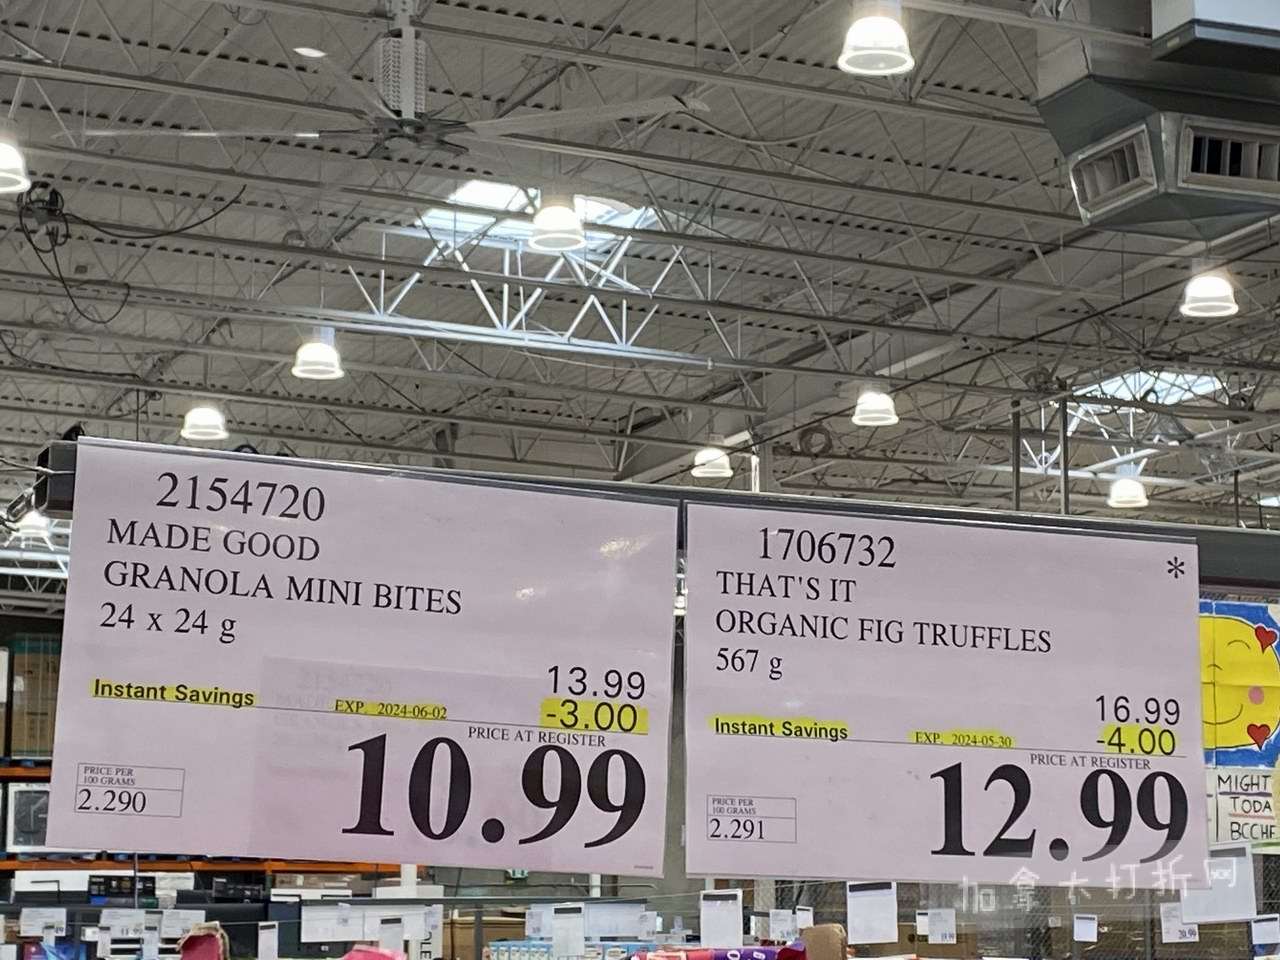 2154720
MADE GOOD
GRANOLA MINI BITES
24 x 24 g
13.99
Instant Savings EXP. 2024-06-02 -3.00
PRICE AT REGISTER
10.99
PRICE PER
100 GRAMS
2.290
1706732
*
THAT'S IT
ORGANIC FIG TRUFFLES
567 g
16.99
Instant Savings EXP. 2024-05-30 -4.00
PRICE AT REGISTER
12.99
PRICE PER
100 GRAMS
2.291
MIGHT
TODA
BCCHF
加拿大打折网